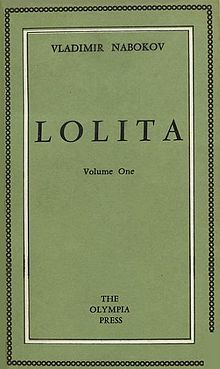 VLADIMIR NABOKOV
LOLITA
Volume One
THE
OLYMPIA
PRESS